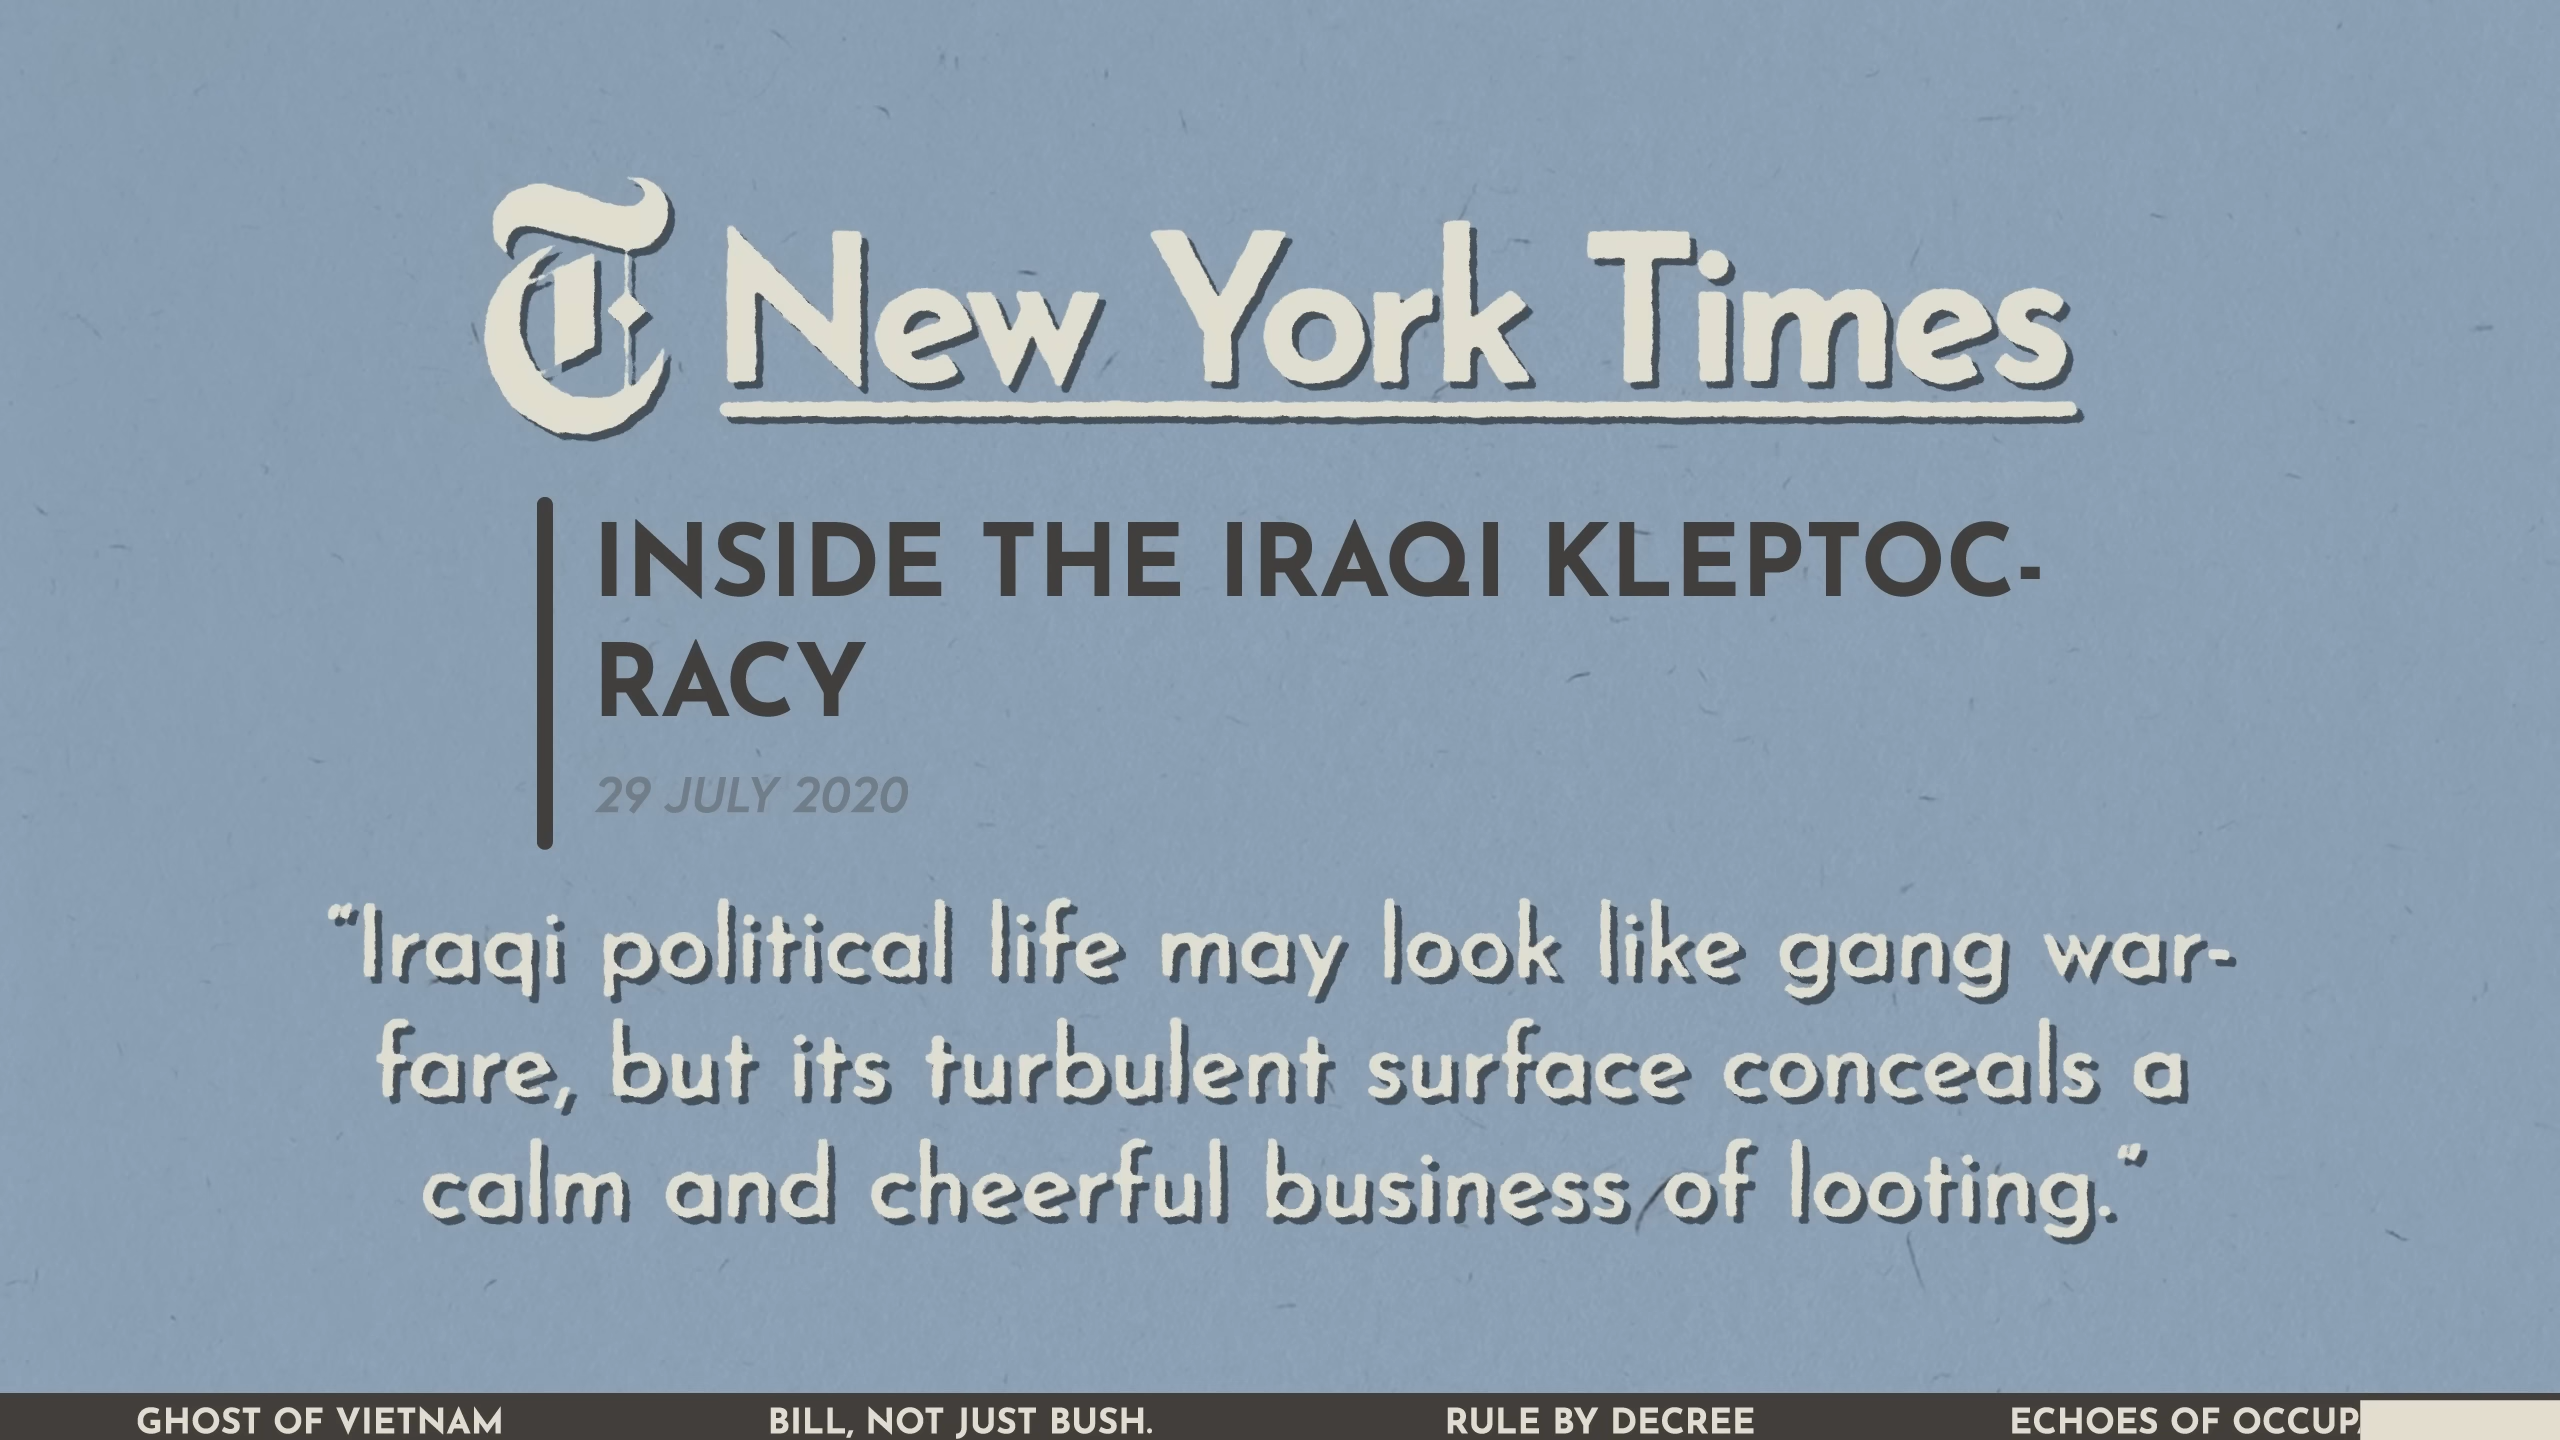 New York Times
INSIDE THE IRAQI KLEPTOC-
RACY
29 JULY 2020
“Iraqi political life may look like gang war-
fare, but its turbulent surface conceals a
calm and cheerful business of looting.”
GHOST OF VIETNAM BILL, NOT JUST BUSH. RULE BY DECREE ECHOES OF